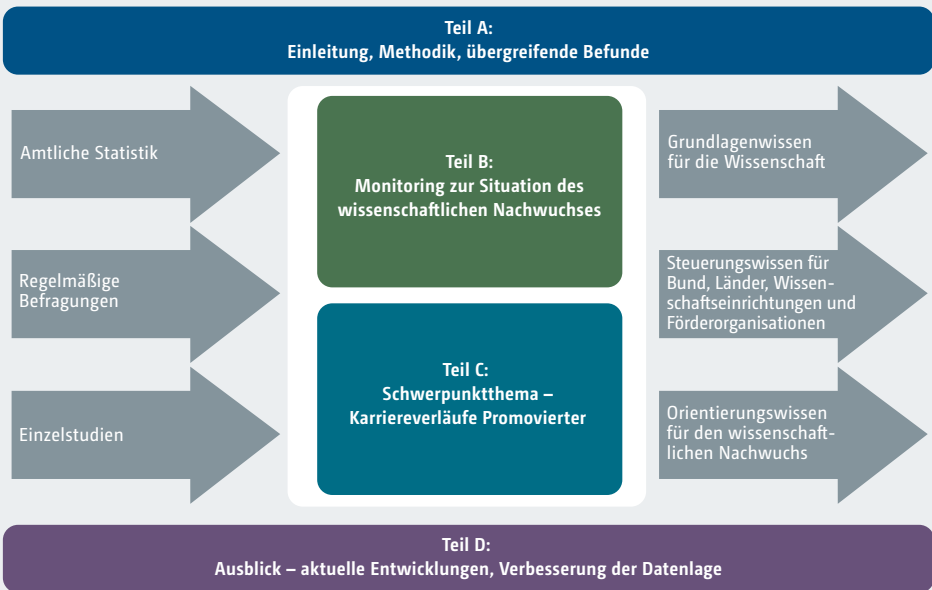 Teil A:
Einleitung, Methodik, übergreifende Befunde
Amtliche Statistik
Regelmäßige
Befragungen
Einzelstudien
Teil B:
Monitoring zur Situation des
wissenschaftlichen Nachwuchses
Teil C:
Schwerpunktthema –
Karriereverläufe Promovierter
Grundlagenwissen
für die Wissenschaft
Steuerungswissen für
Bund, Länder, Wissen-
schaftseinrichtungen und
Förderorganisationen
Orientierungswissen
für den wissenschaft-
lichen Nachwuchs
Teil D:
Ausblick – aktuelle Entwicklungen, Verbesserung der Datenlage